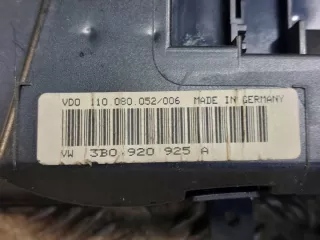 VDO 110 080.052/006 MADE IN GERMANY
VW 3B0 920 925 A